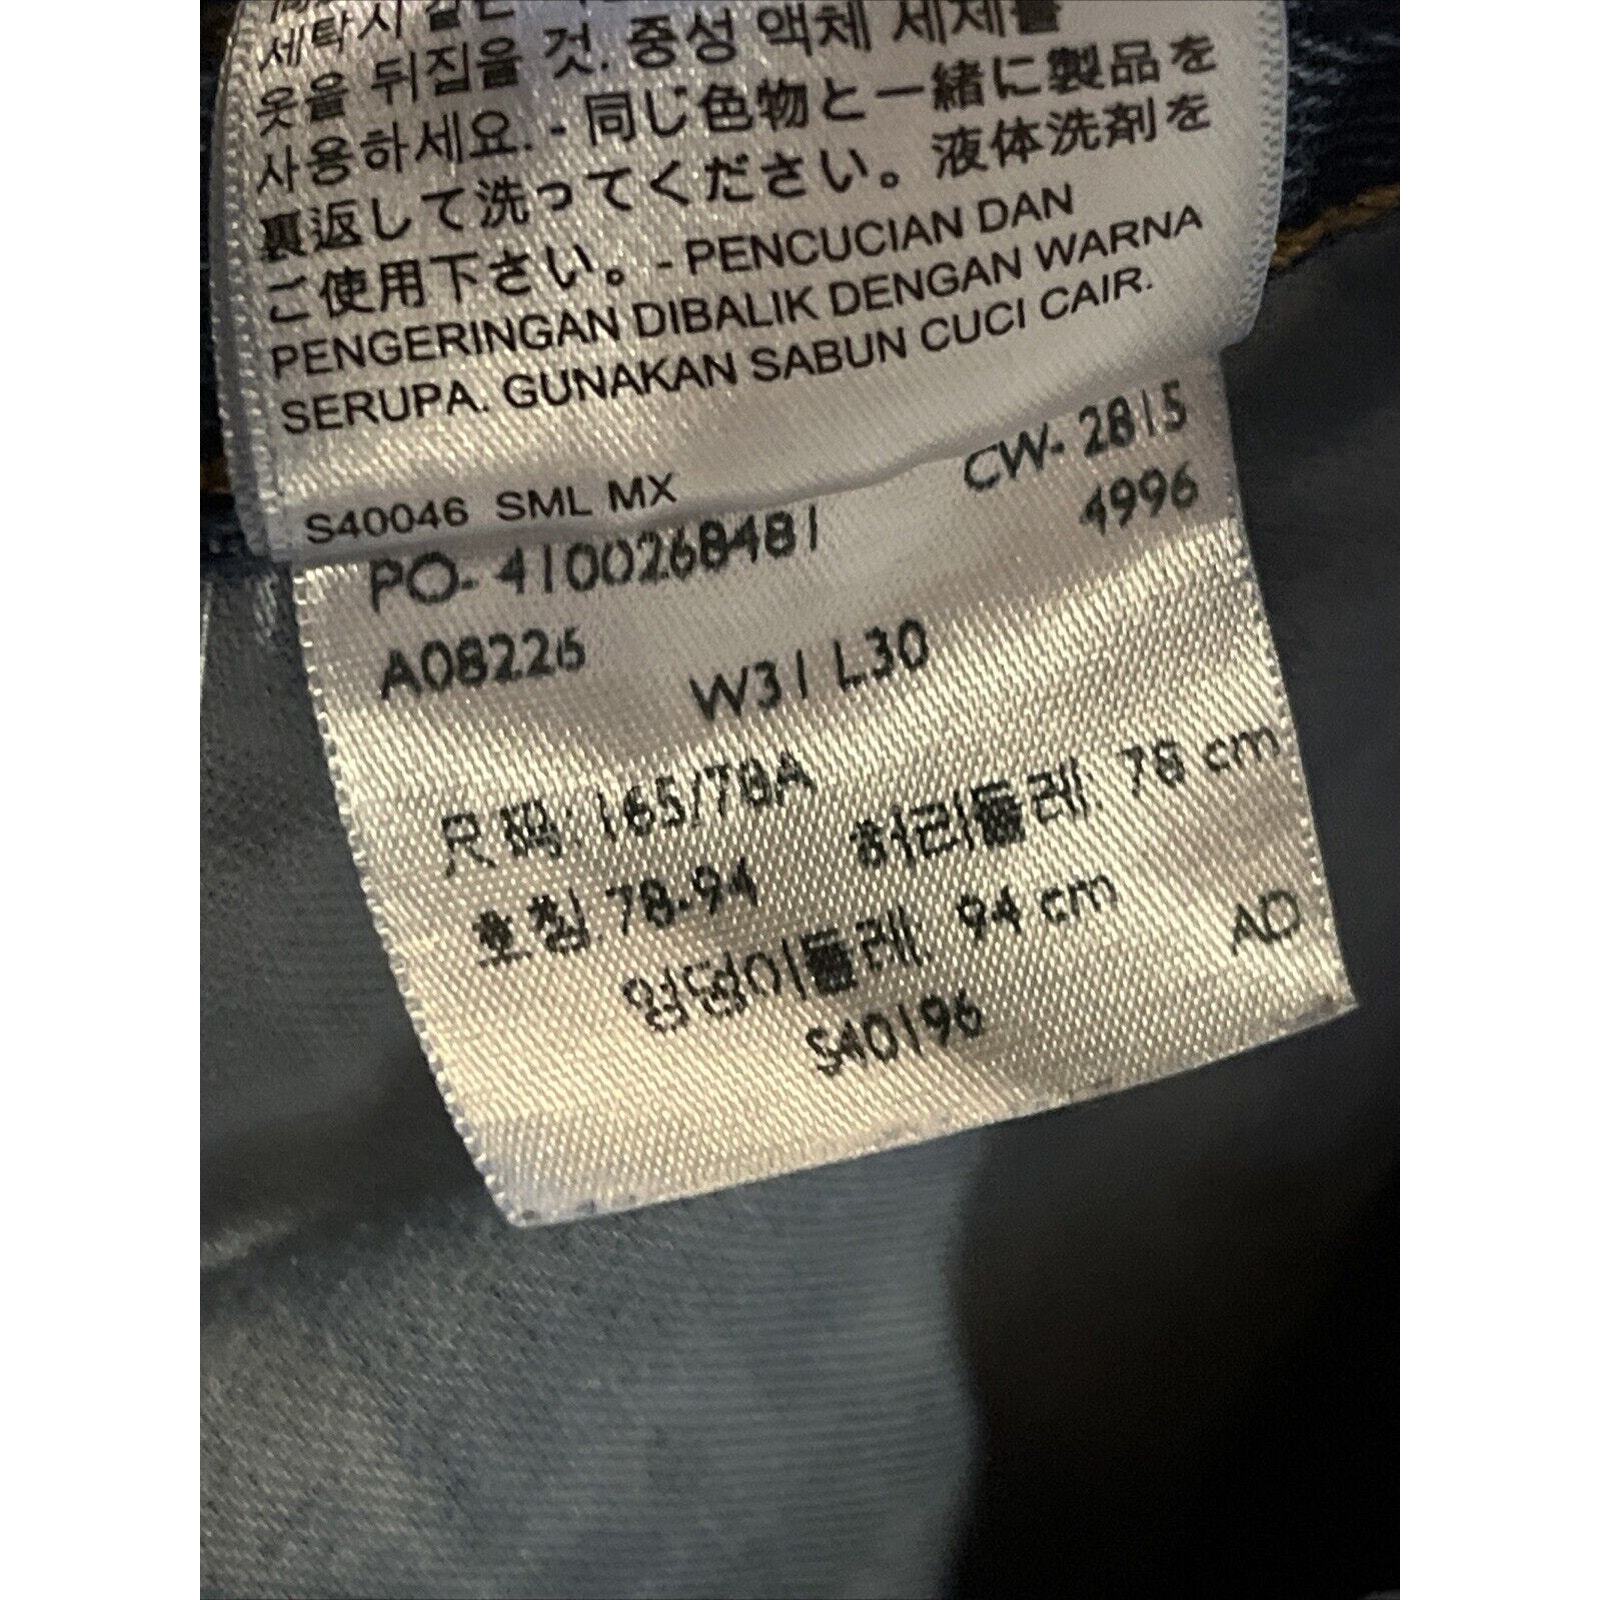 세탁시
옷을 뒤집을 것. 중성 액체 세제를
사용하세요. - 同じ色物と一緒に製品を
裏返して洗ってください。液体洗剤を
ご使用下さい。- PENCUCIAN DAN
PENGERINGAN DIBALIK DENGAN WARNA
SERUPA. GUNAKAN SABUN CUCI CAIR.
S40046 SML MX
CW- 2815
PO- 4100268481 4996
A08226
W31 L30
尺码: 165/78A
허리둘레: 78 cm
호칭: 78-94
엉덩이둘레: 94 cm
AD
S40196